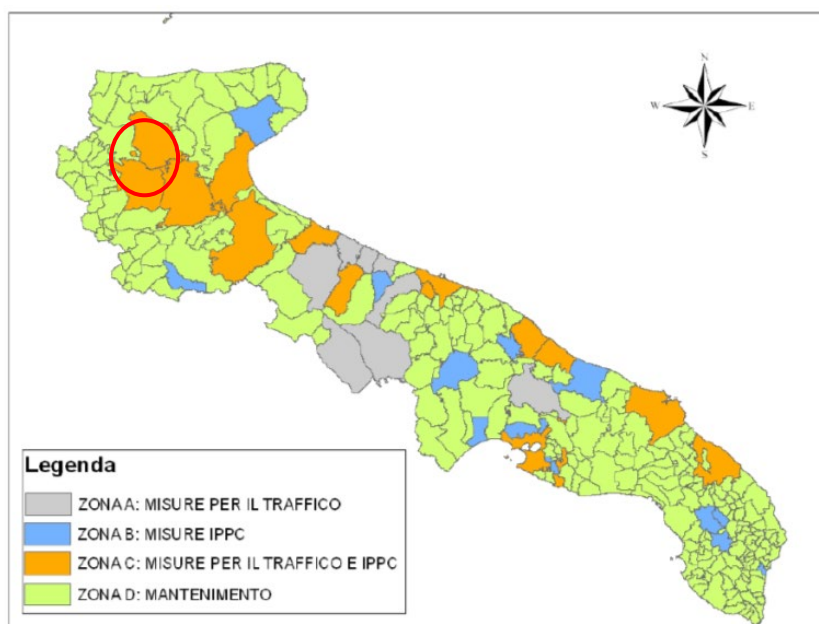 N
W E
S
Legenda
ZONA A: MISURE PER IL TRAFFICO
ZONA B: MISURE IPPC
ZONA C: MISURE PER IL TRAFFICO E IPPC
ZONA D: MANTENIMENTO